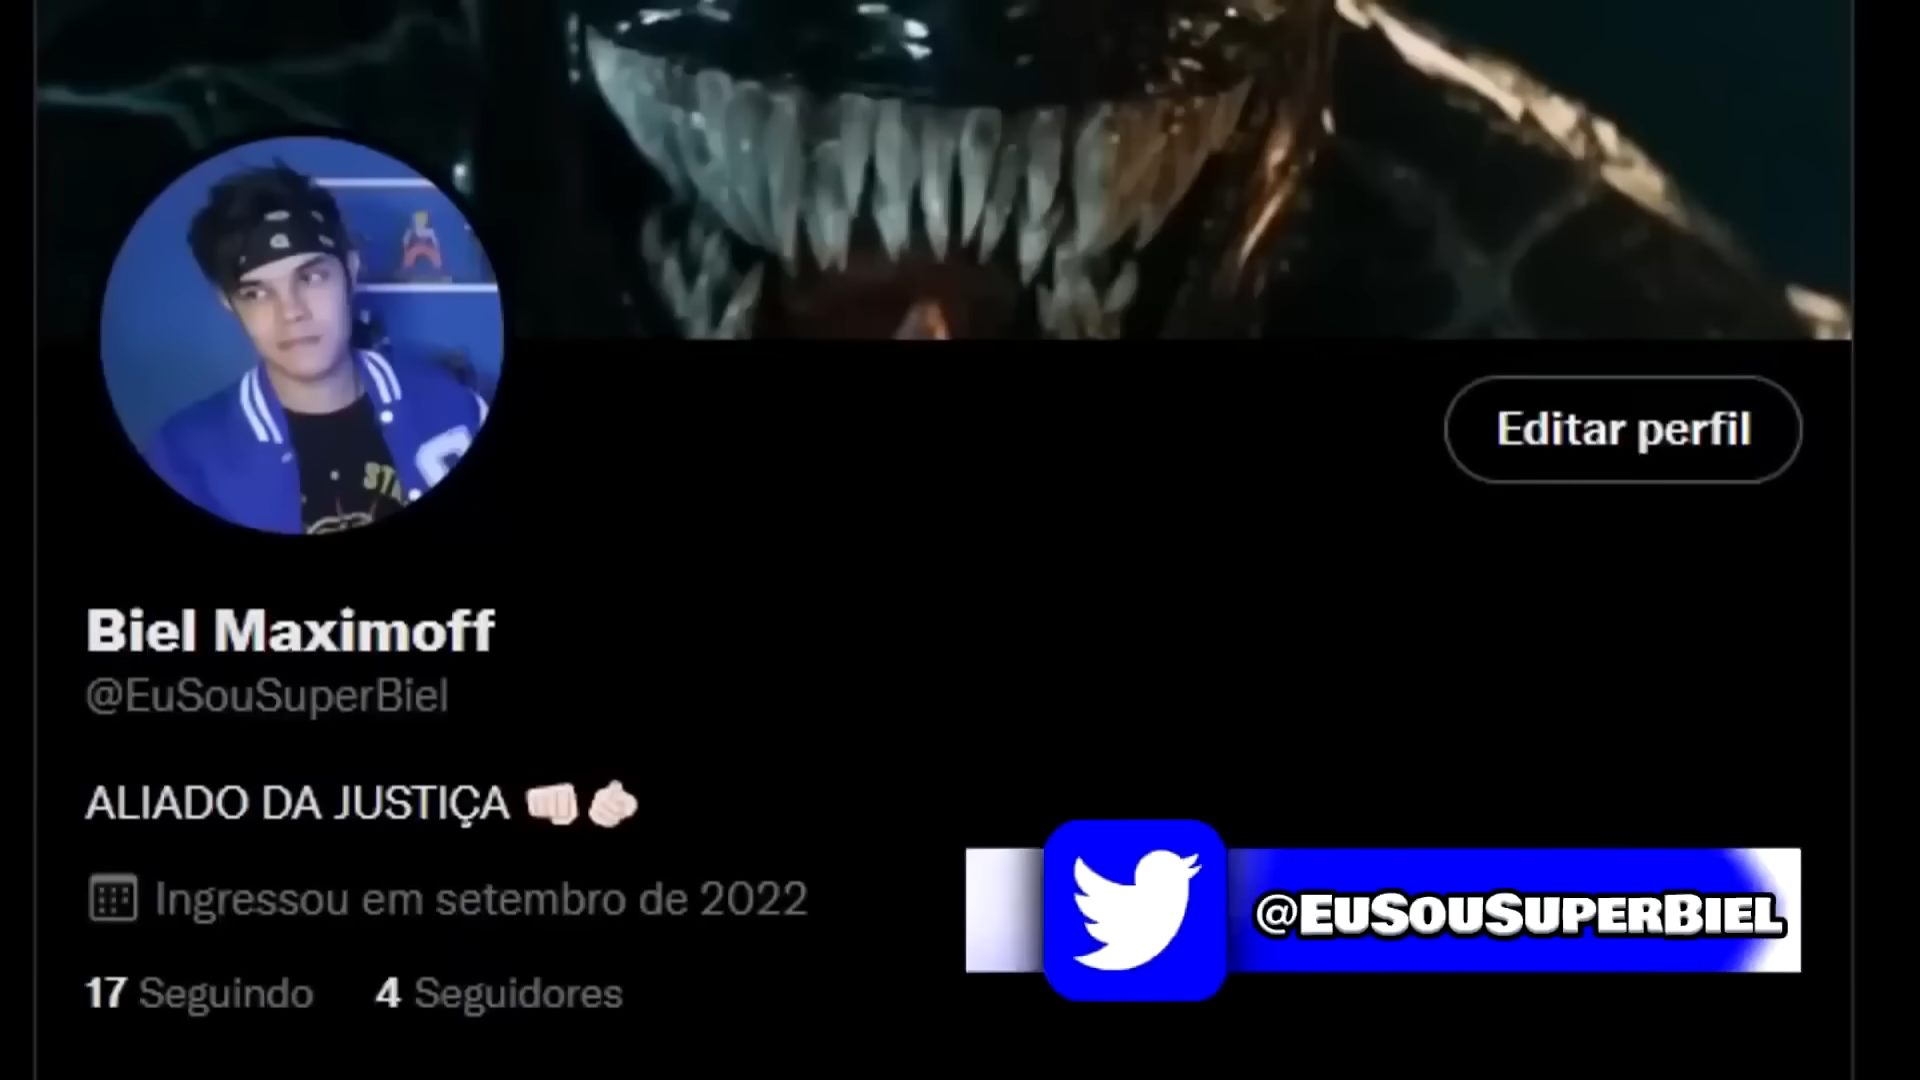 Editar perfil
Biel Maximoff
@EuSouSuperBiel
ALIADO DA JUSTIÇA 👊👍
Ingressou em setembro de 2022
@EuSouSuperBiel
17 Seguindo 4 Seguidores